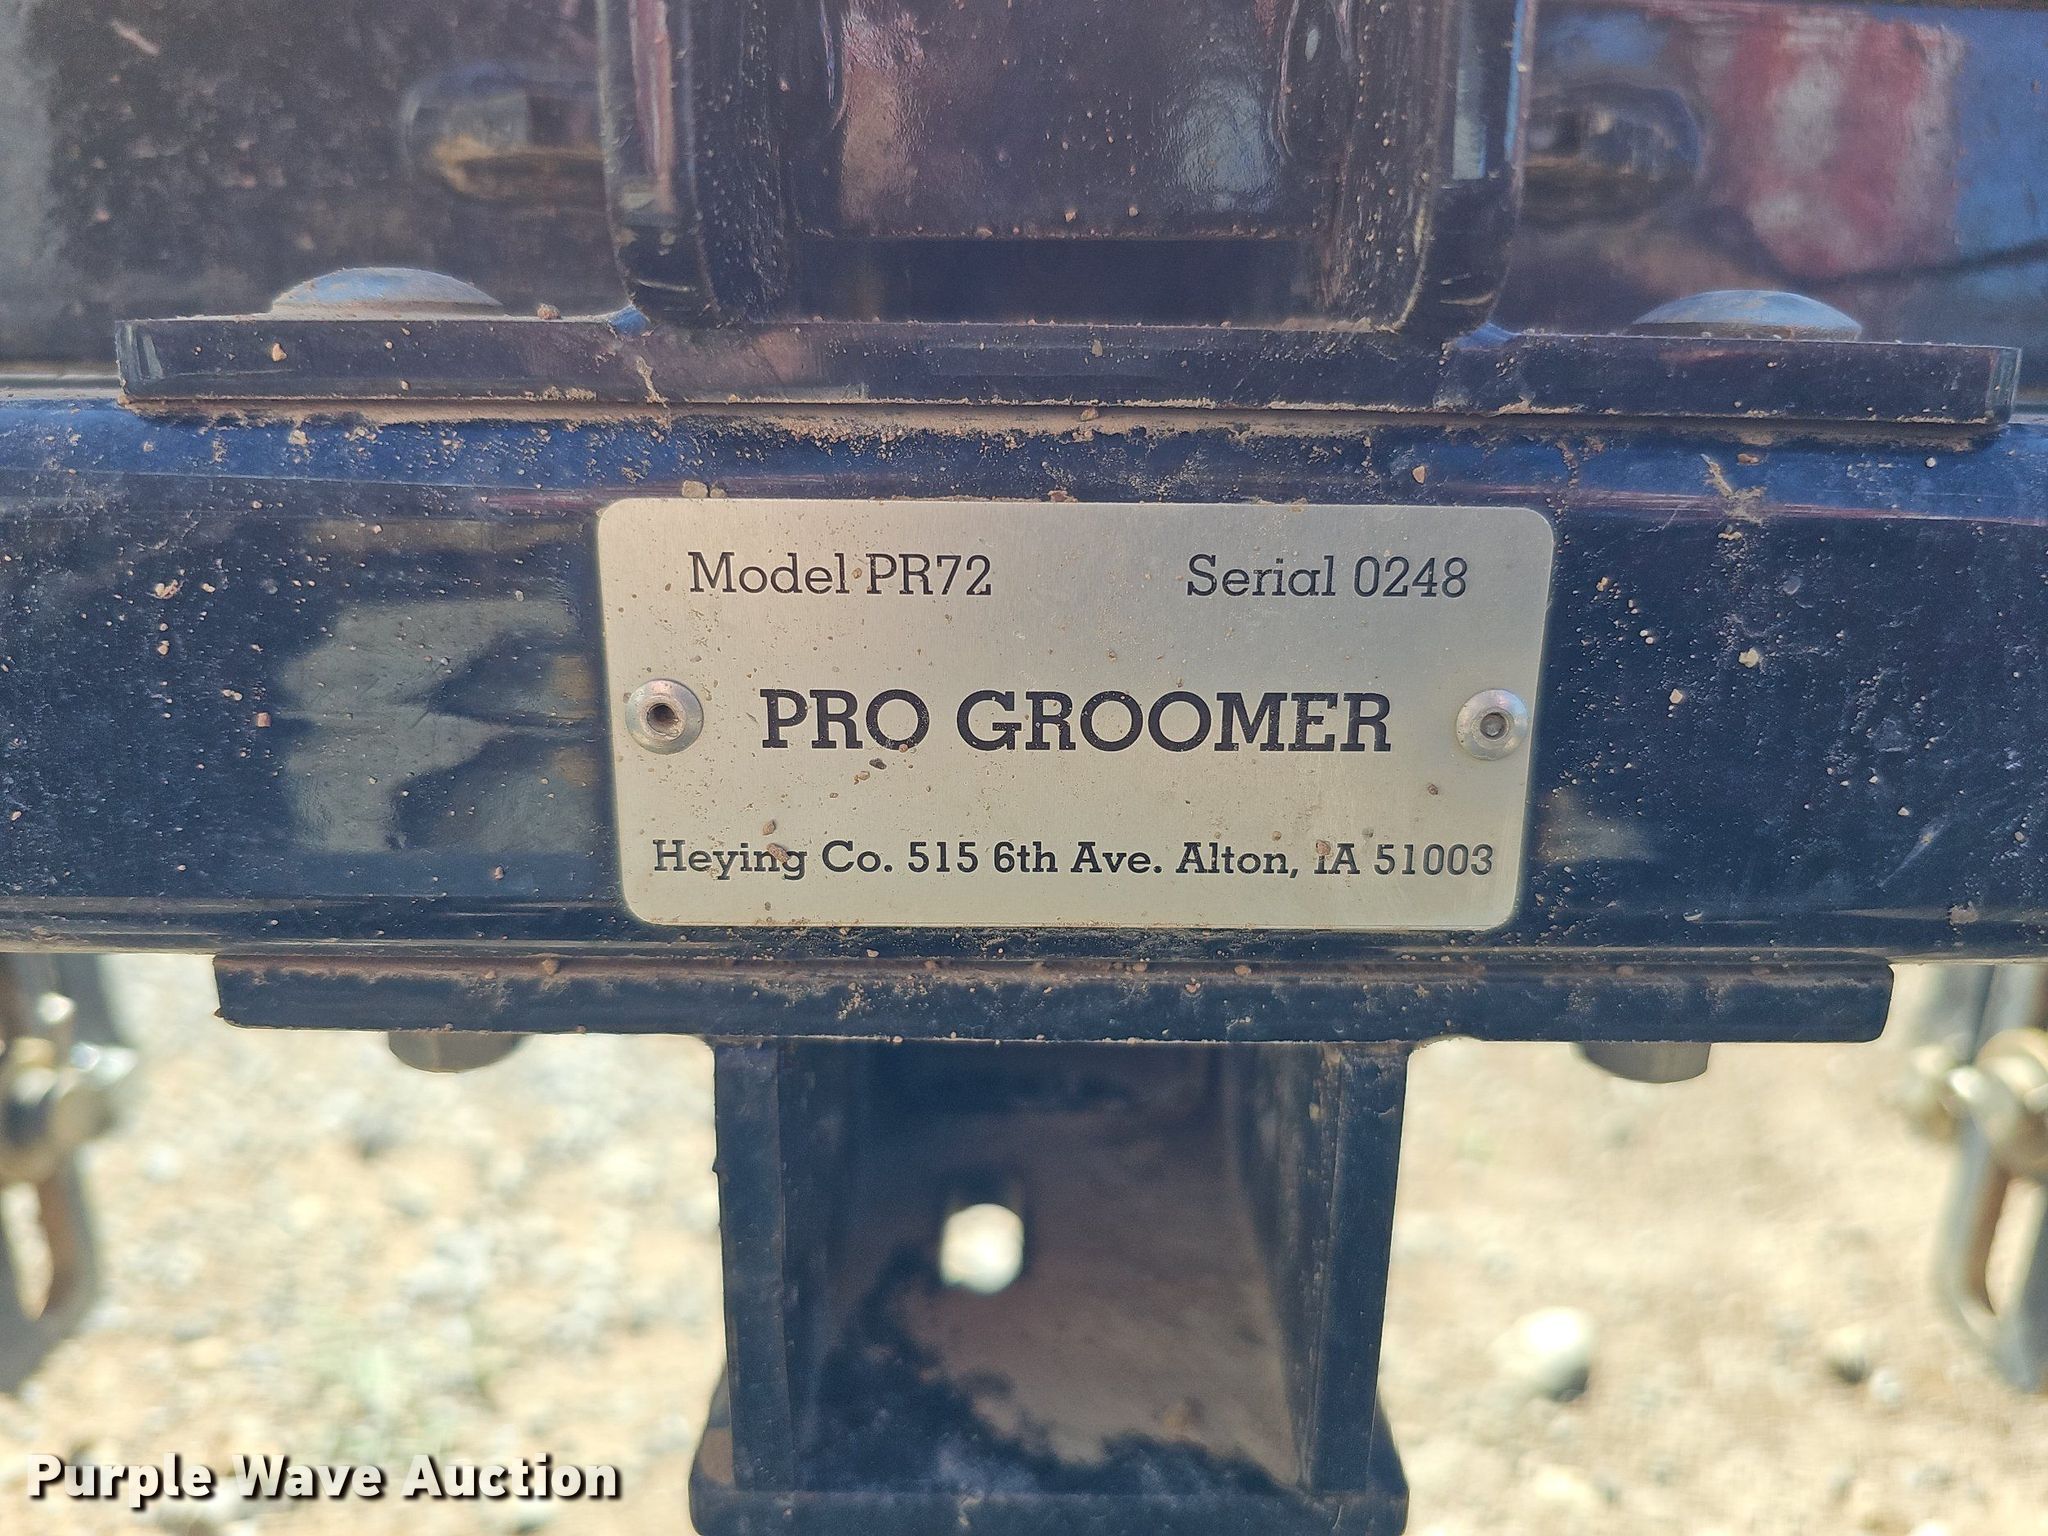 Model PR72 Serial 0248
PRO GROOMER
Heying Co. 515 6th Ave. Alton, IA 51003
Purple Wave Auction